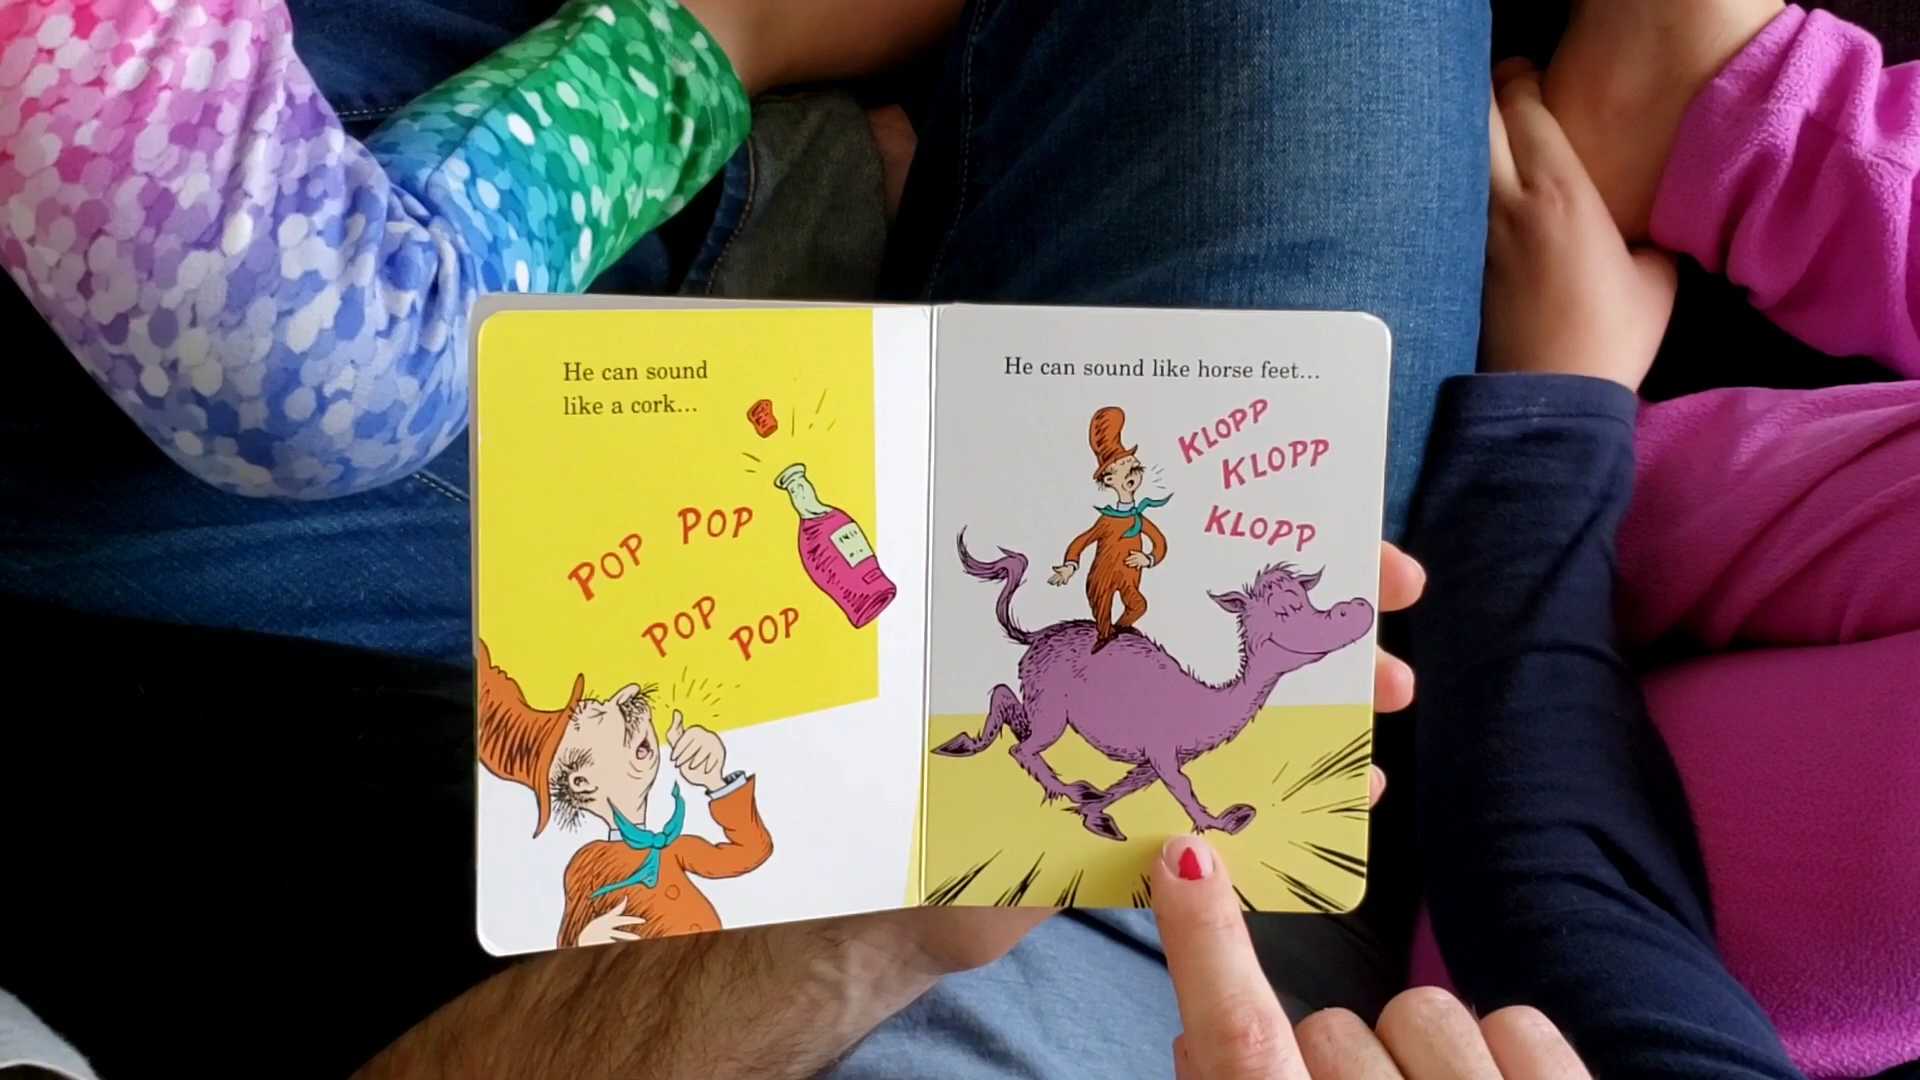 He can sound
like a cork...
POP POP
POP POP
He can sound like horse feet...
KLOPP
KLOPP
KLOPP